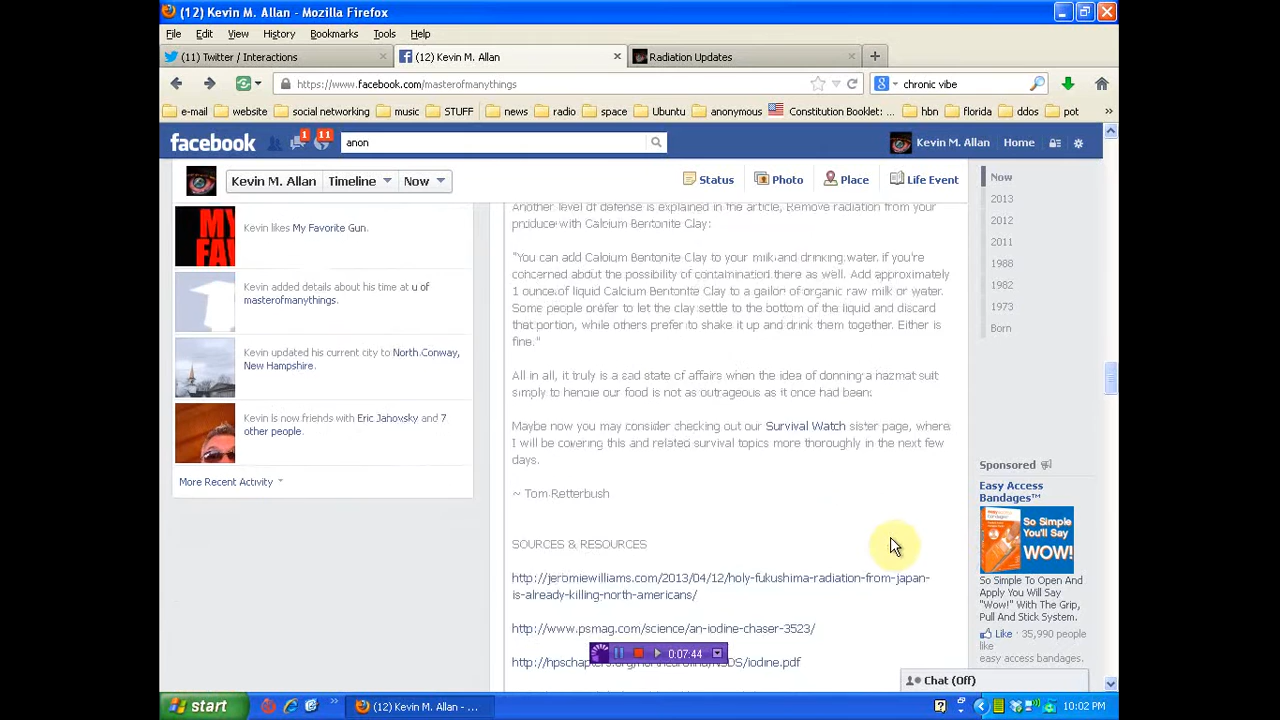 (12) Kevin M. Allan - Mozilla Firefox
File Edit View History Bookmarks Tools Help
(11) Twitter / Interactions
(12) Kevin M. Allan
Radiation Updates
https://www.facebook.com/masterofmanythings
chronic vibe
e-mail website social networking music STUFF news radio space Ubuntu anonymous Constitution Booklet:... hbn florida ddos pot
facebook 1 11 anon Kevin M. Allan Home
Kevin M. Allan Timeline Now Status Photo Place Life Event
MY
FA
Kevin likes My Favorite Gun.
Kevin added details about his time at u of
masterofmanythings.
Kevin updated his current city to North Conway,
New Hampshire.
Kevin is now friends with Eric Jahovsky and 7
other people.
More Recent Activity
Another level of defense is explained in the article, Remove radiation from your
produce with Calcium Bentonite Clay:
"You can add Calcium Bentonite Clay to your milk and drinking water if you're
concerned about the possibility of contamination there as well. Add approximately
1 ounce of liquid Calcium Bentonite Clay to a gallon of organic raw milk or water.
Some people prefer to let the clay settle to the bottom of the liquid and discard
that portion, while others prefer to shake it up and drink them together. Either is
fine."
All in all, it truly is a sad state of affairs when the idea of donning a hazmat suit
simply to handle our food is not as outrageous as it once had been.
Maybe now you may consider checking out our Survival Watch sister page, where
I will be covering this and related survival topics more thoroughly in the next few
days.
~ Tom Retterbush
SOURCES & RESOURCES
http://jeromiewilliams.com/2013/04/12/holy-fukushima-radiation-from-japan-
is-already-killing-north-americans/
http://www.psmag.com/science/an-iodine-chaser-3523/
0:07:44
Now
2013
2012
2011
1988
1982
1973
Born
Sponsored
Easy Access
Bandages™
So Simple
You'll Say
WOW!
So Simple To Open And
Apply You Will Say
"Wow!" With The Grip,
Pull And Stick System.
Like · 35,990 people
like
easy access bandages.
Chat (Off)
start
(12) Kevin M. Allan - ...
10:02 PM